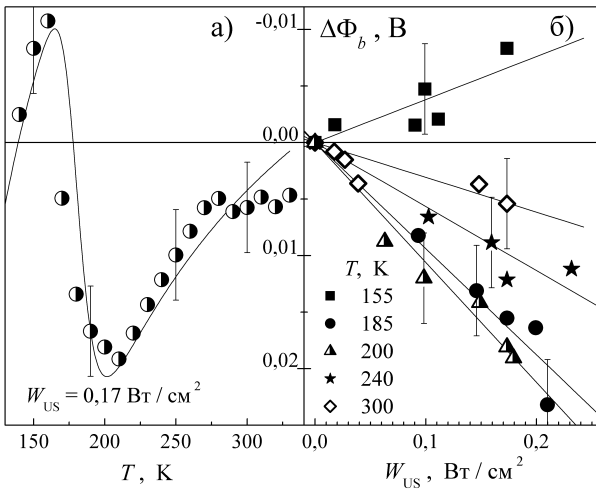 а)
ΔΦb , В
б)
-0,01
0,00
0,01
0,02
T, K
155
185
200
240
300
WUS = 0,17 Вт / см²
150
200
250
300
0,0
0,1
0,2
T , K
WUS , Вт / см²